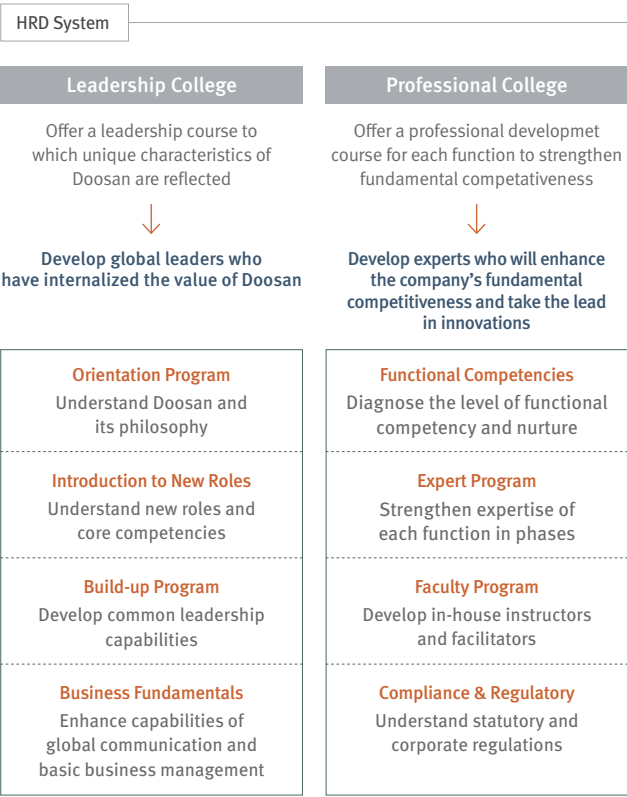 HRD System
Leadership College
Offer a leadership course to
which unique characteristics of
Doosan are reflected
Develop global leaders who
have internalized the value of Doosan
Orientation Program
Understand Doosan and
its philosophy
Introduction to New Roles
Understand new roles and
core competencies
Build-up Program
Develop common leadership
capabilities
Business Fundamentals
Enhance capabilities of
global communication and
basic business management
Professional College
Offer a professional developmet
course for each function to strengthen
fundamental competativeness
Develop experts who will enhance
the company's fundamental
competitiveness and take the lead
in innovations
Functional Competencies
Diagnose the level of functional
competency and nurture
Expert Program
Strengthen expertise of
each function in phases
Faculty Program
Develop in-house instructors
and facilitators
Compliance & Regulatory
Understand statutory and
corporate regulations